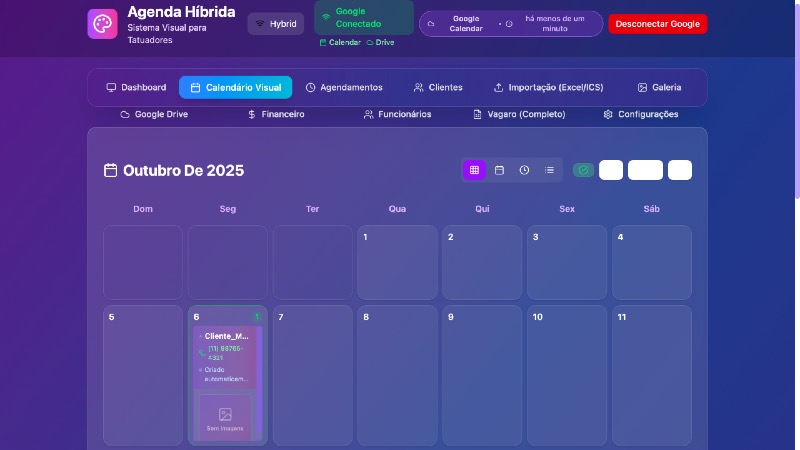 Agenda Híbrida
Sistema Visual para
Tatuadores
Hybrid
Google
Conectado
Calendar Drive
Google
Calendar
•
há menos de um
minuto
Desconectar Google
Dashboard
Calendário Visual
Agendamentos
Clientes
Importação (Excel/ICS)
Galeria
Google Drive
Financeiro
Funcionários
Vagaro (Completo)
Configurações
Outubro De 2025
Dom Seg Ter Qua Qui Sex Sáb
1 2 3 4
5 6 1 7 8 9 10 11
Cliente_M...
(11) 98765-
4321
Criado
automaticam...
Sem imagens